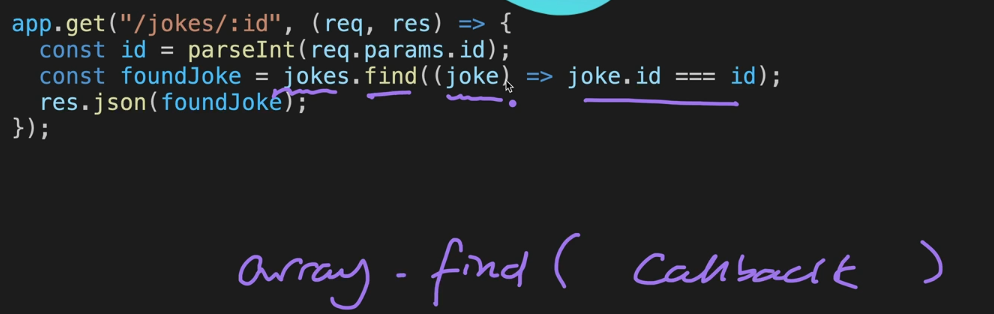 app.get("/jokes/:id", (req, res) => {
  const id = parseInt(req.params.id);
  const foundJoke = jokes.find((joke) => joke.id === id);
  res.json(foundJoke);
});
array.find( Callback )